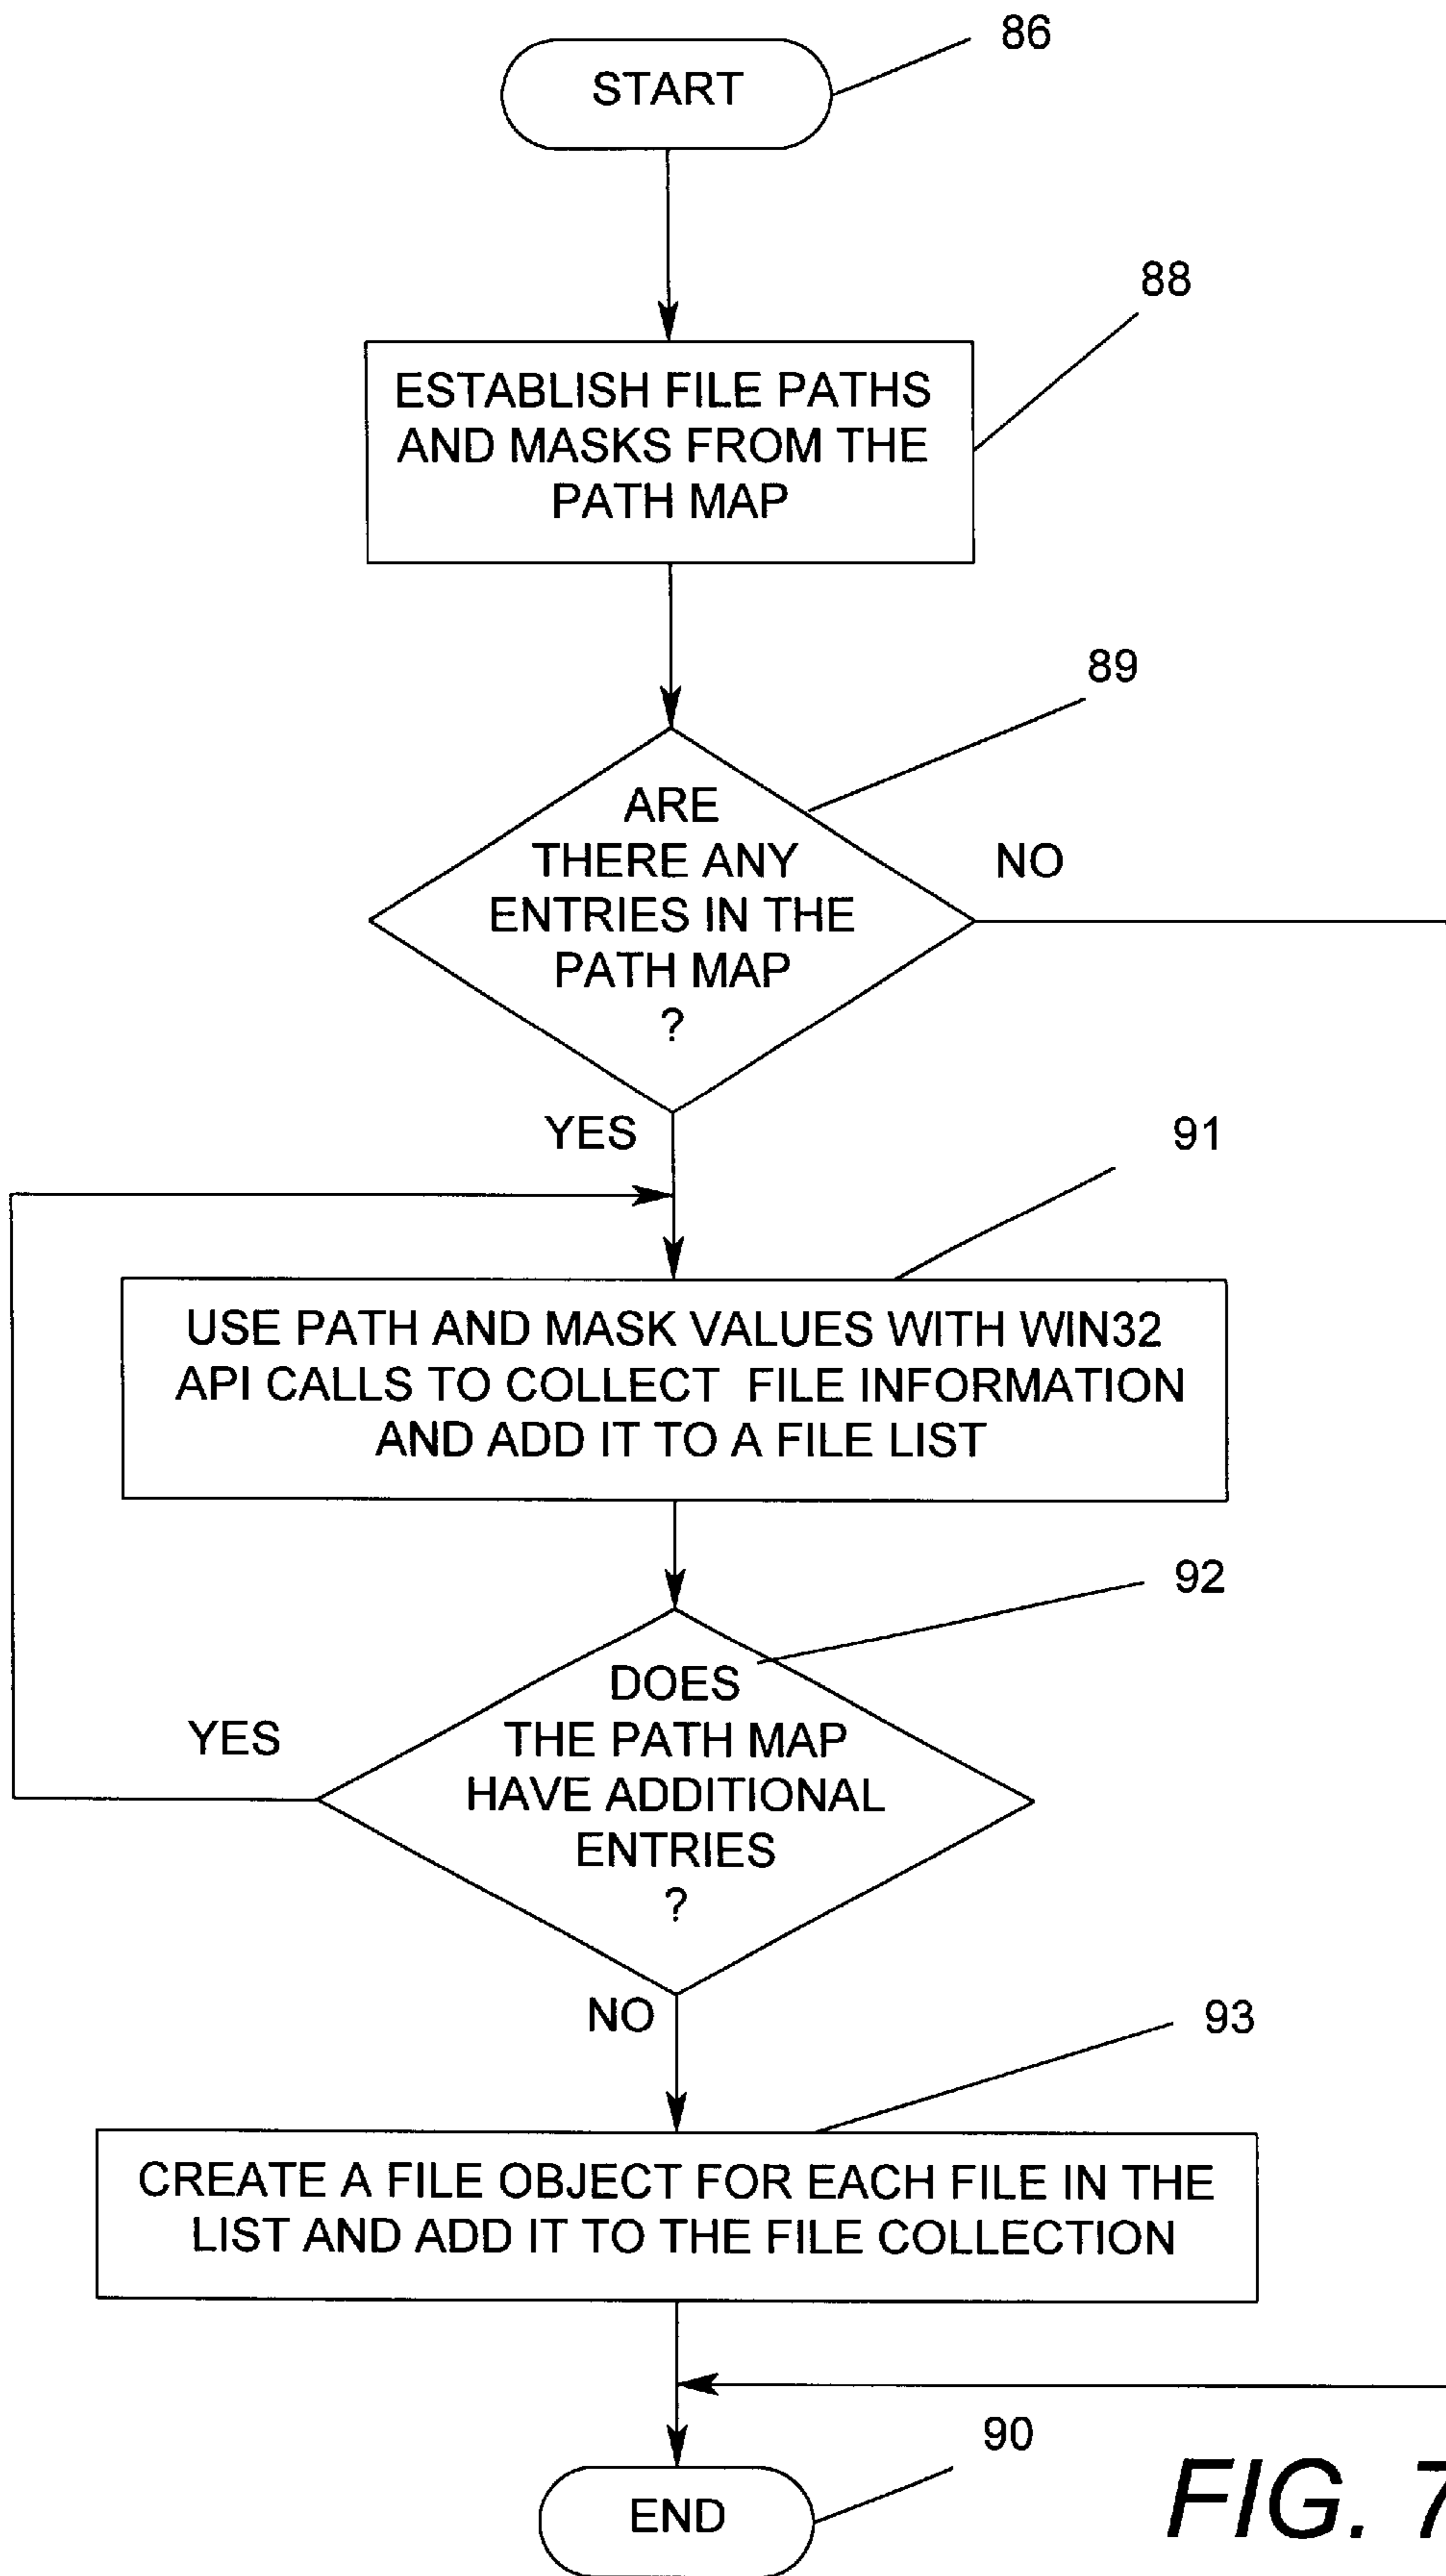 START
86
88
ESTABLISH FILE PATHS
AND MASKS FROM THE
PATH MAP
89
ARE
THERE ANY
ENTRIES IN THE
PATH MAP
?
NO
YES
91
USE PATH AND MASK VALUES WITH WIN32
API CALLS TO COLLECT FILE INFORMATION
AND ADD IT TO A FILE LIST
92
DOES
THE PATH MAP
HAVE ADDITIONAL
ENTRIES
?
YES
NO
93
CREATE A FILE OBJECT FOR EACH FILE IN THE
LIST AND ADD IT TO THE FILE COLLECTION
90
END
FIG. 7